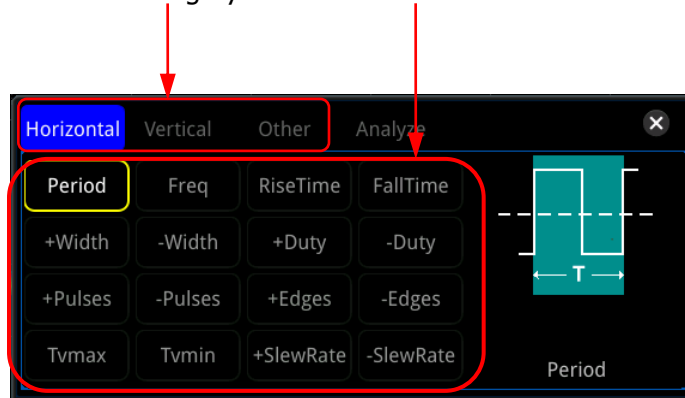 Horizontal Vertical Other Analyze
Period Freq RiseTime FallTime
+Width -Width +Duty -Duty
+Pulses -Pulses +Edges -Edges
Tvmax Tvmin +SlewRate -SlewRate
T
Period